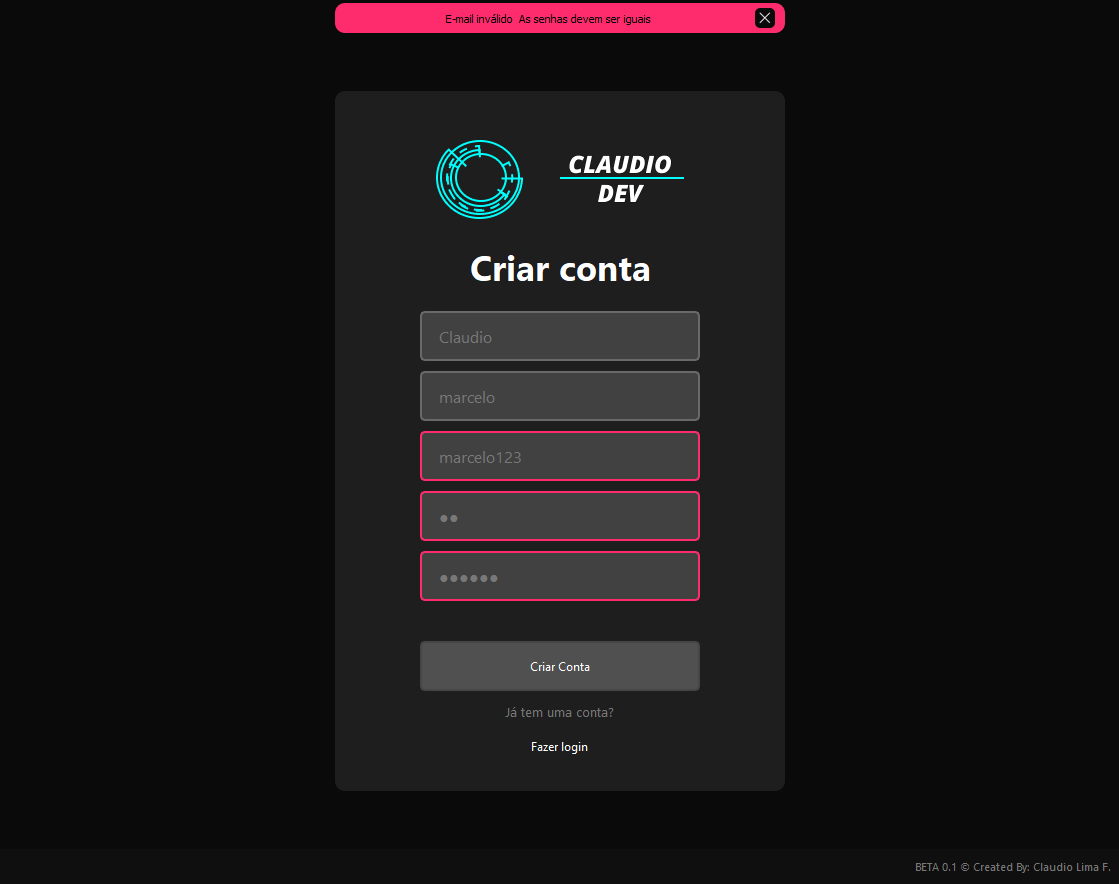 E-mail inválido  As senhas devem ser iguais
CLAUDIO
DEV
Criar conta
Claudio
marcelo
marcelo123
●●
●●●●●●
Criar Conta
Já tem uma conta?
Fazer login
BETA 0.1 © Created By: Claudio Lima F.